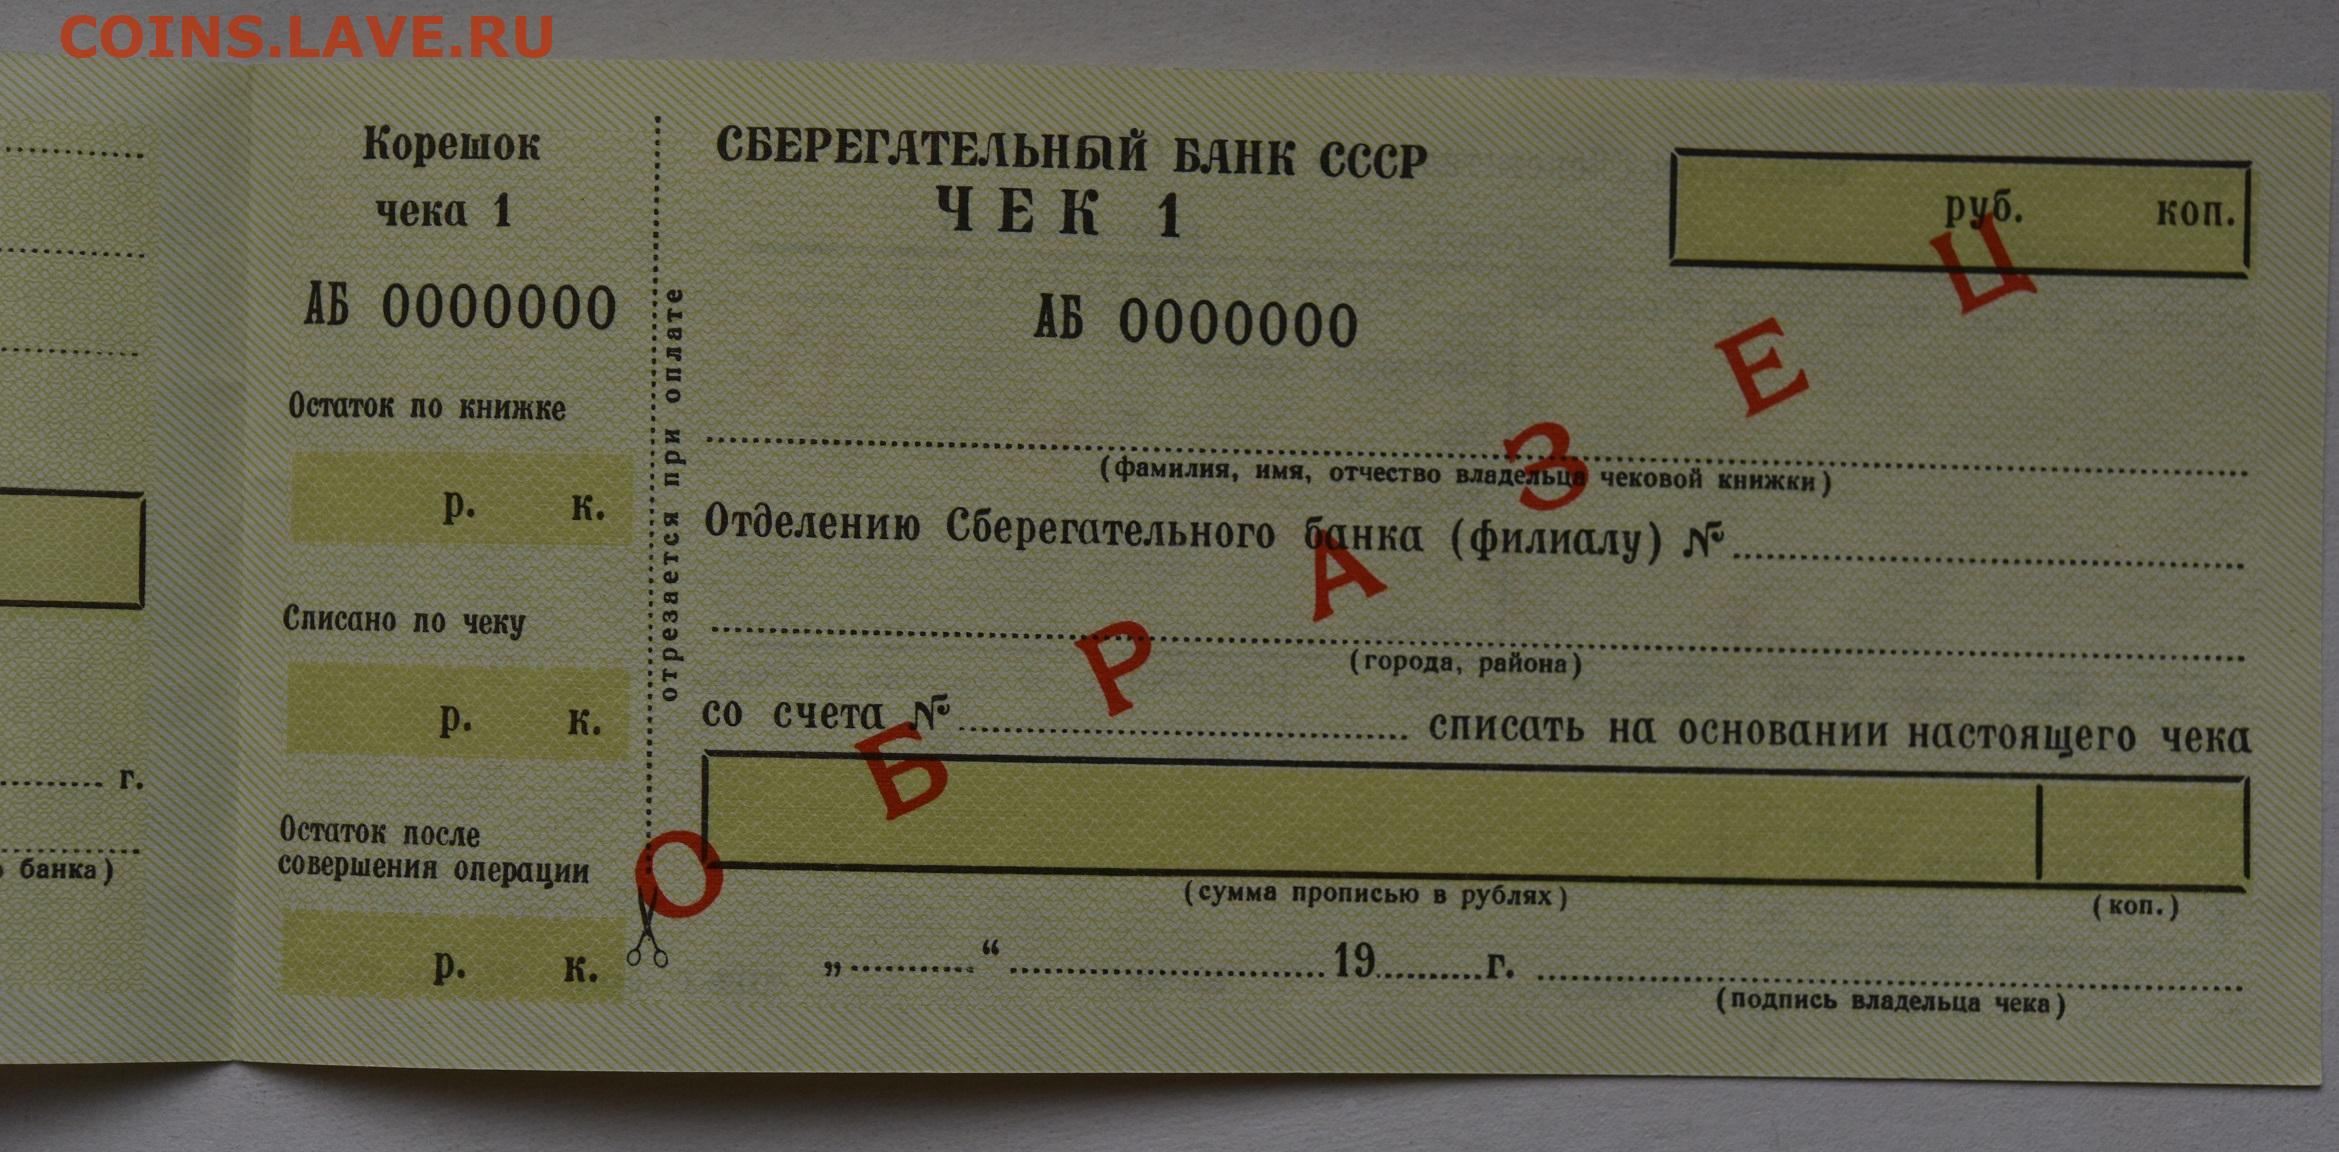 COINS.LAVE.RU
г.
банка)
Корешок
чека 1
АБ 0000000
Остаток по книжке
р. к.
Списано по чеку
р. к.
Остаток после
совершения операции
р. к.
отрезается при оплате
СБЕРЕГАТЕЛЬНЫЙ БАНК СССР
ЧЕК 1
руб. коп.
АБ 0000000
(фамилия, имя, отчество владельца чековой книжки)
Отделению Сберегательного банка (филиалу) №
(города, района)
со счета № списать на основании настоящего чека
(сумма прописью в рублях) (коп.)
„ “ 19 г.
(подпись владельца чека)
ОБРАЗЕЦ